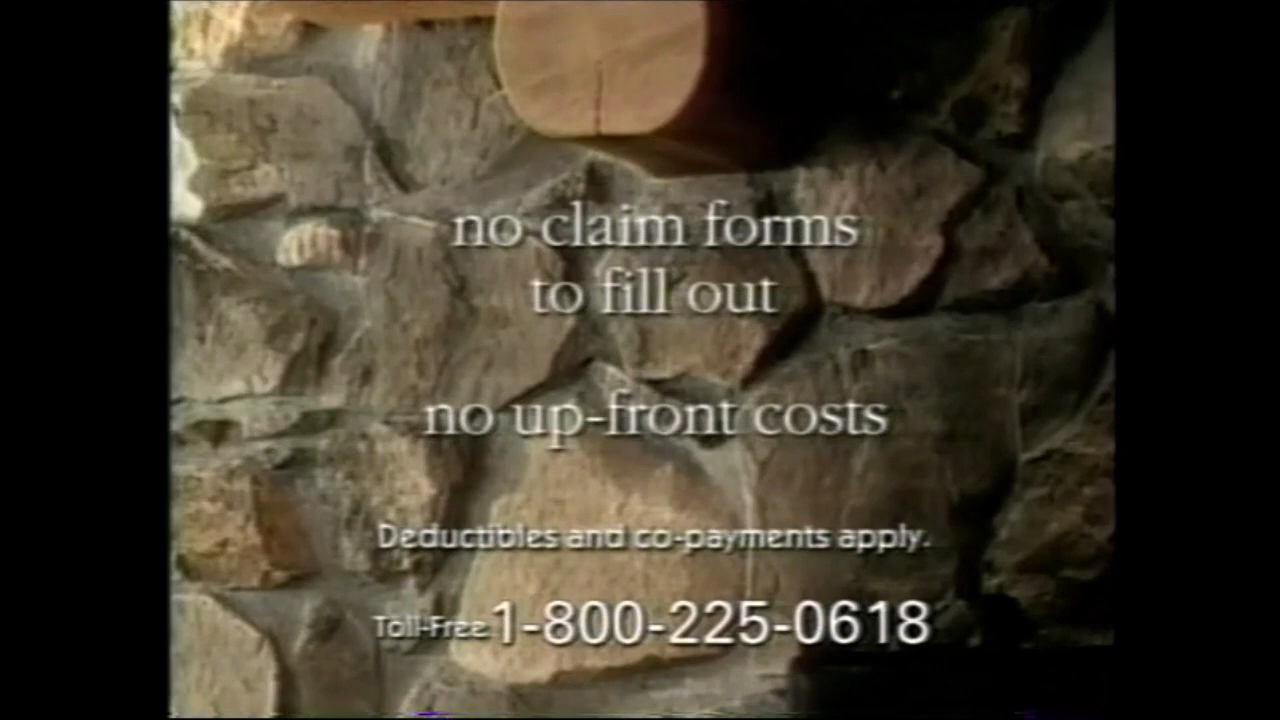 no claim forms
to fill out
no up-front costs
Deductibles and co-payments apply.
Toll-Free 1-800-225-0618